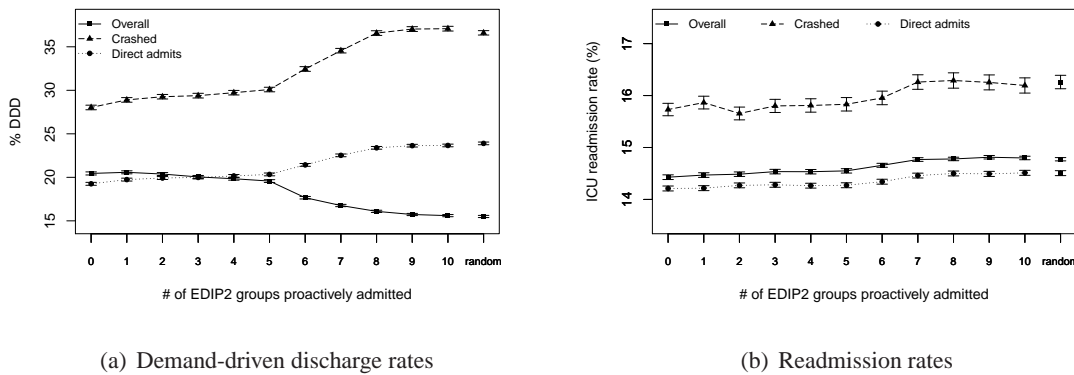 Overall
Crashed
Direct admits
% DDD
15 20 25 30 35
0 1 2 3 4 5 6 7 8 9 10 random
# of EDIP2 groups proactively admitted
(a) Demand-driven discharge rates
Overall Crashed Direct admits
ICU readmission rate (%)
14 15 16 17
0 1 2 3 4 5 6 7 8 9 10 random
# of EDIP2 groups proactively admitted
(b) Readmission rates